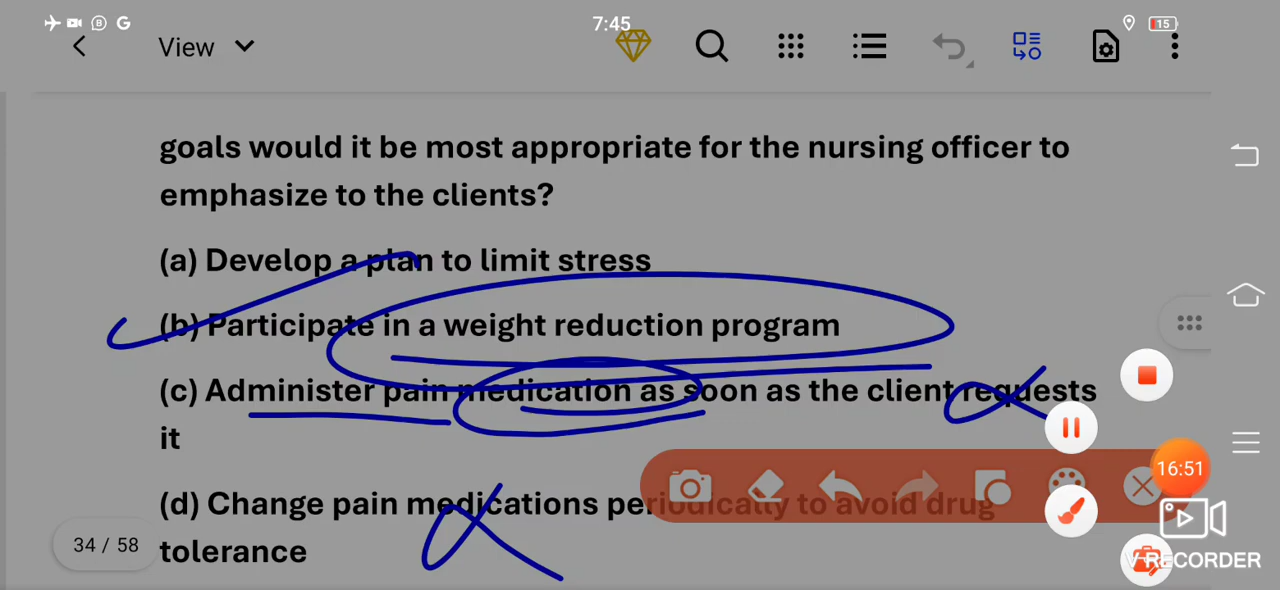 7:45
15
View
goals would it be most appropriate for the nursing officer to
emphasize to the clients?
(a) Develop a plan to limit stress
(b) Participate in a weight reduction program
(c) Administer pain medication as soon as the client requests
it
(d) Change pain medications periodically to avoid drug
tolerance
34 / 58
16:51
V RECORDER